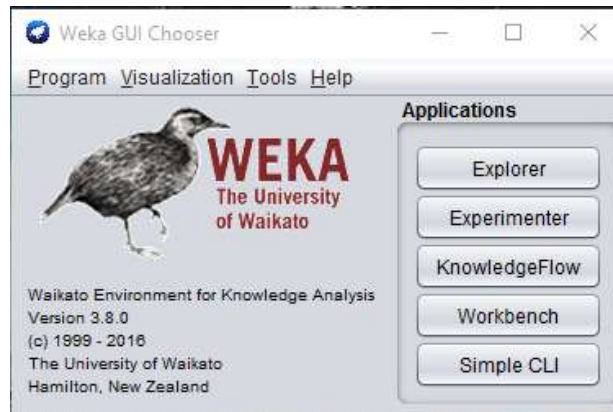 Weka GUI Chooser
Program Visualization Tools Help
WEKA
The University
of Waikato
Waikato Environment for Knowledge Analysis
Version 3.8.0
(c) 1999 - 2016
The University of Waikato
Hamilton, New Zealand
Applications
Explorer
Experimenter
KnowledgeFlow
Workbench
Simple CLI